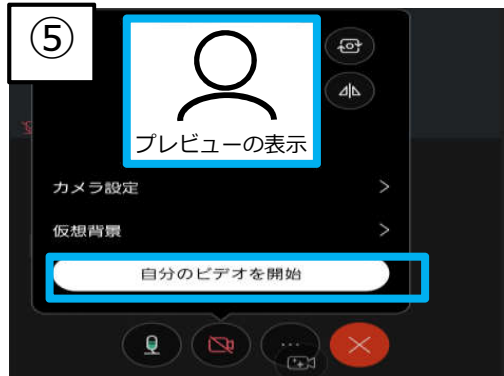 ⑤
プレビューの表示
カメラ設定
仮想背景
自分のビデオを開始